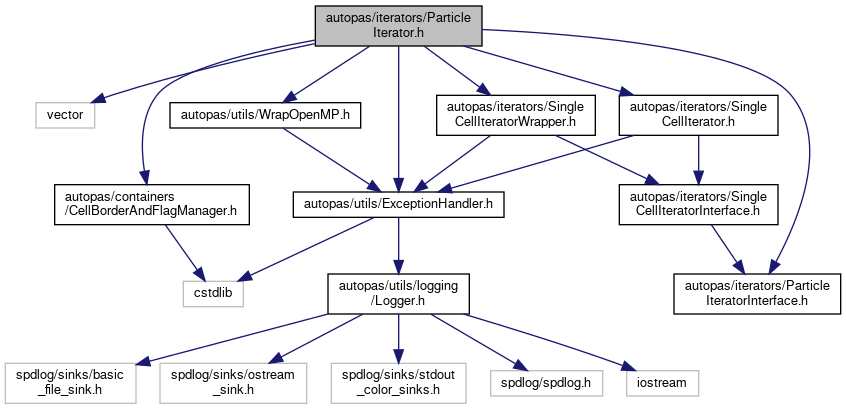 autopas/iterators/Particle
Iterator.h
vector
autopas/utils/WrapOpenMP.h
autopas/iterators/Single
CellIteratorWrapper.h
autopas/iterators/Single
CellIterator.h
autopas/containers
/CellBorderAndFlagManager.h
autopas/utils/ExceptionHandler.h
autopas/iterators/Single
CellIteratorInterface.h
cstdlib
autopas/utils/logging
/Logger.h
autopas/iterators/Particle
IteratorInterface.h
spdlog/sinks/basic
_file_sink.h
spdlog/sinks/ostream
_sink.h
spdlog/sinks/stdout
_color_sinks.h
spdlog/spdlog.h
iostream